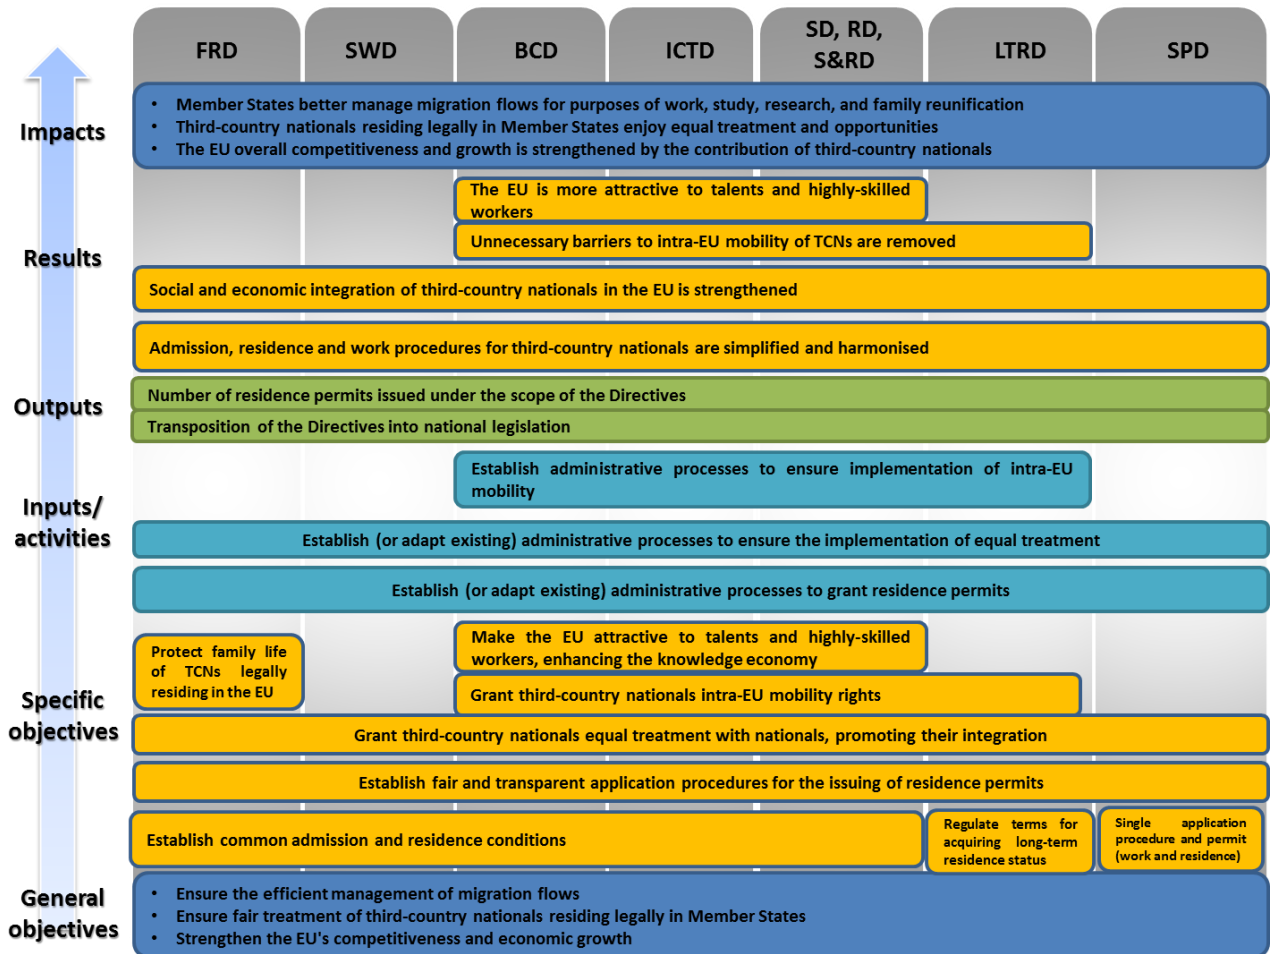 FRD
SWD
BCD
ICTD
SD, RD,
S&RD
LTRD
SPD
Impacts
• Member States better manage migration flows for purposes of work, study, research, and family reunification
• Third-country nationals residing legally in Member States enjoy equal treatment and opportunities
• The EU overall competitiveness and growth is strengthened by the contribution of third-country nationals
Results
The EU is more attractive to talents and highly-skilled
workers
Unnecessary barriers to intra-EU mobility of TCNs are removed
Social and economic integration of third-country nationals in the EU is strengthened
Admission, residence and work procedures for third-country nationals are simplified and harmonised
Outputs
Number of residence permits issued under the scope of the Directives
Transposition of the Directives into national legislation
Inputs/
activities
Establish administrative processes to ensure implementation of intra-EU
mobility
Establish (or adapt existing) administrative processes to ensure the implementation of equal treatment
Establish (or adapt existing) administrative processes to grant residence permits
Specific
objectives
Protect family life
of TCNs legally
residing in the EU
Make the EU attractive to talents and highly-skilled
workers, enhancing the knowledge economy
Grant third-country nationals intra-EU mobility rights
Grant third-country nationals equal treatment with nationals, promoting their integration
Establish fair and transparent application procedures for the issuing of residence permits
Establish common admission and residence conditions
Regulate terms for
acquiring long-term
residence status
Single application
procedure and permit
(work and residence)
General
objectives
• Ensure the efficient management of migration flows
• Ensure fair treatment of third-country nationals residing legally in Member States
• Strengthen the EU's competitiveness and economic growth